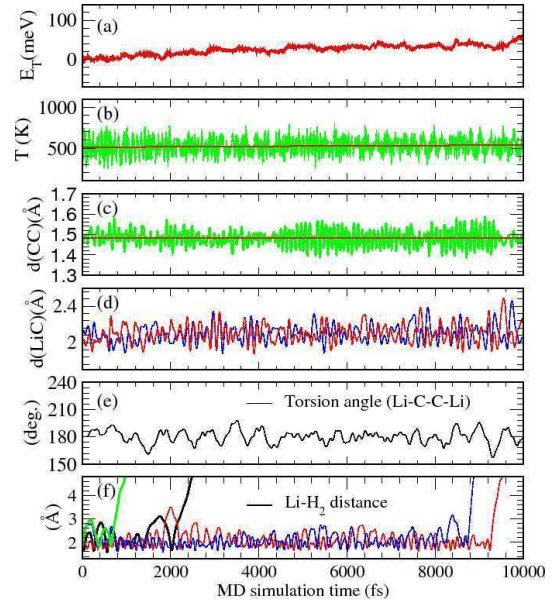 (a)
E_T(meV)
100
0
(b)
T (K)
1000
500
(c)
d(CC)(Å)
1.7
1.6
1.5
1.4
1.3
(d)
d(LiC)(Å)
2.4
2
(e)
Torsion angle (Li-C-C-Li)
(deg.)
240
210
180
150
(f)
Li-H₂ distance
(Å)
4
3
2
0 2000 4000 6000 8000 10000
MD simulation time (fs)